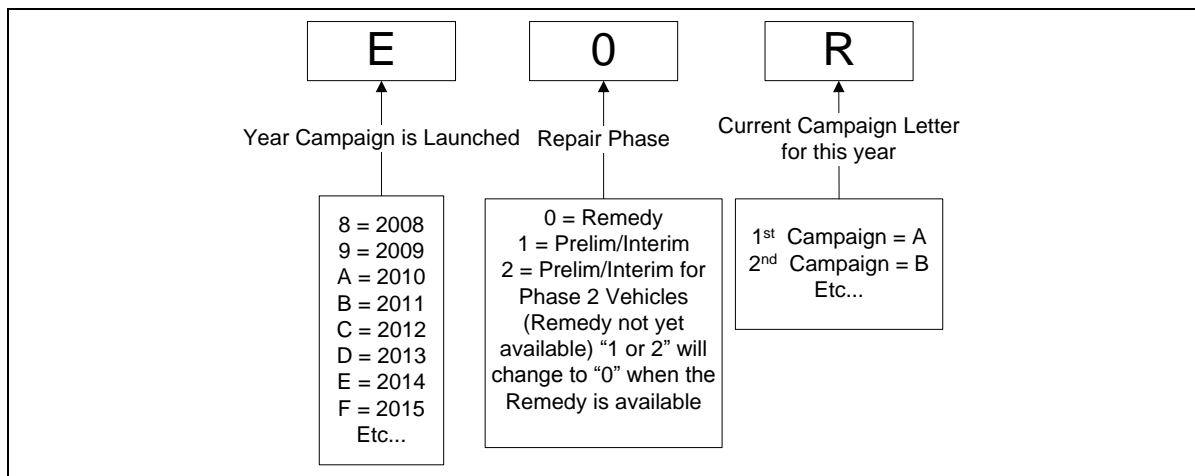 E
0
R
Year Campaign is Launched
Repair Phase
Current Campaign Letter
for this year
8 = 2008
9 = 2009
A = 2010
B = 2011
C = 2012
D = 2013
E = 2014
F = 2015
Etc...
0 = Remedy
1 = Prelim/Interim
2 = Prelim/Interim for
Phase 2 Vehicles
(Remedy not yet
available) “1 or 2” will
change to “0” when the
Remedy is available
1st Campaign = A
2nd Campaign = B
Etc...